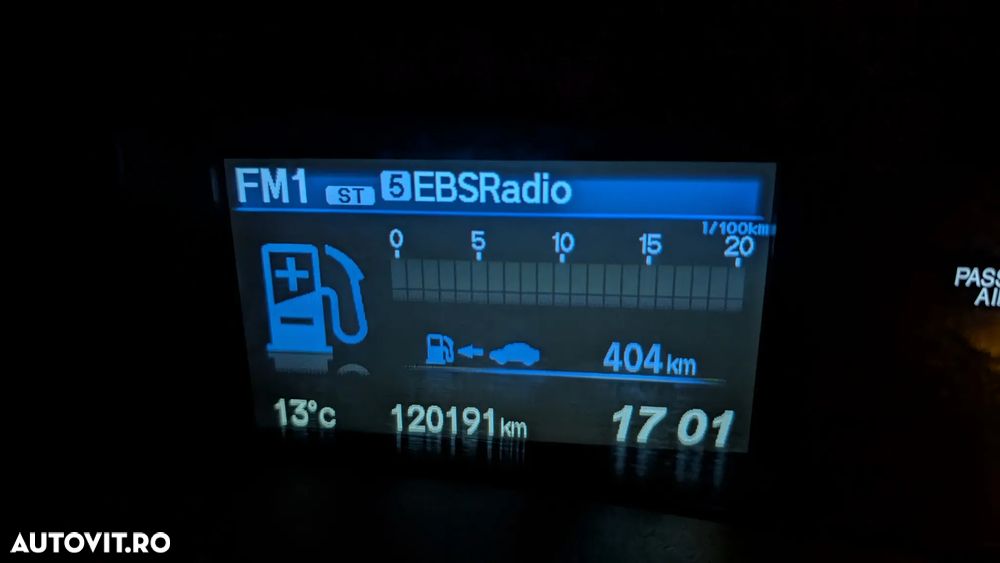 FM1 ST 5 EBSRadio
l/100km
0 5 10 15 20
404 km
13°C 120191 km 17 01
PASS
AI
AUTOVIT.RO